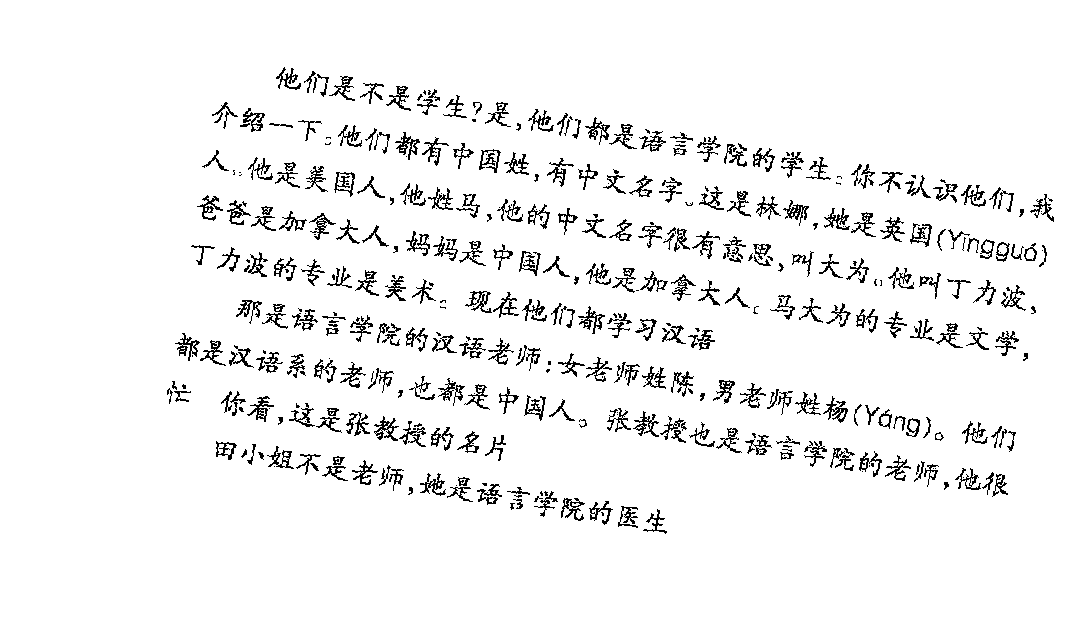 他们是不是学生?是,他们都是语言学院的学生。你不认识他们,我
介绍一下。他们都有中国姓,有中文名字。这是林娜,她是英国(Yīngguó)
人。他是美国人,他姓马,他的中文名字很有意思,叫大为。他叫丁力波、
爸爸是加拿大人,妈妈是中国人,他是加拿大人。马大为的专业是文学,
丁力波的专业是美术。现在他们都学习汉语
那是语言学院的汉语老师:女老师姓陈,男老师姓杨(Yáng)。他们
都是汉语系的老师,也都是中国人。张教授也是语言学院的老师,他很
忙 你看,这是张教授的名片
田小姐不是老师,她是语言学院的医生